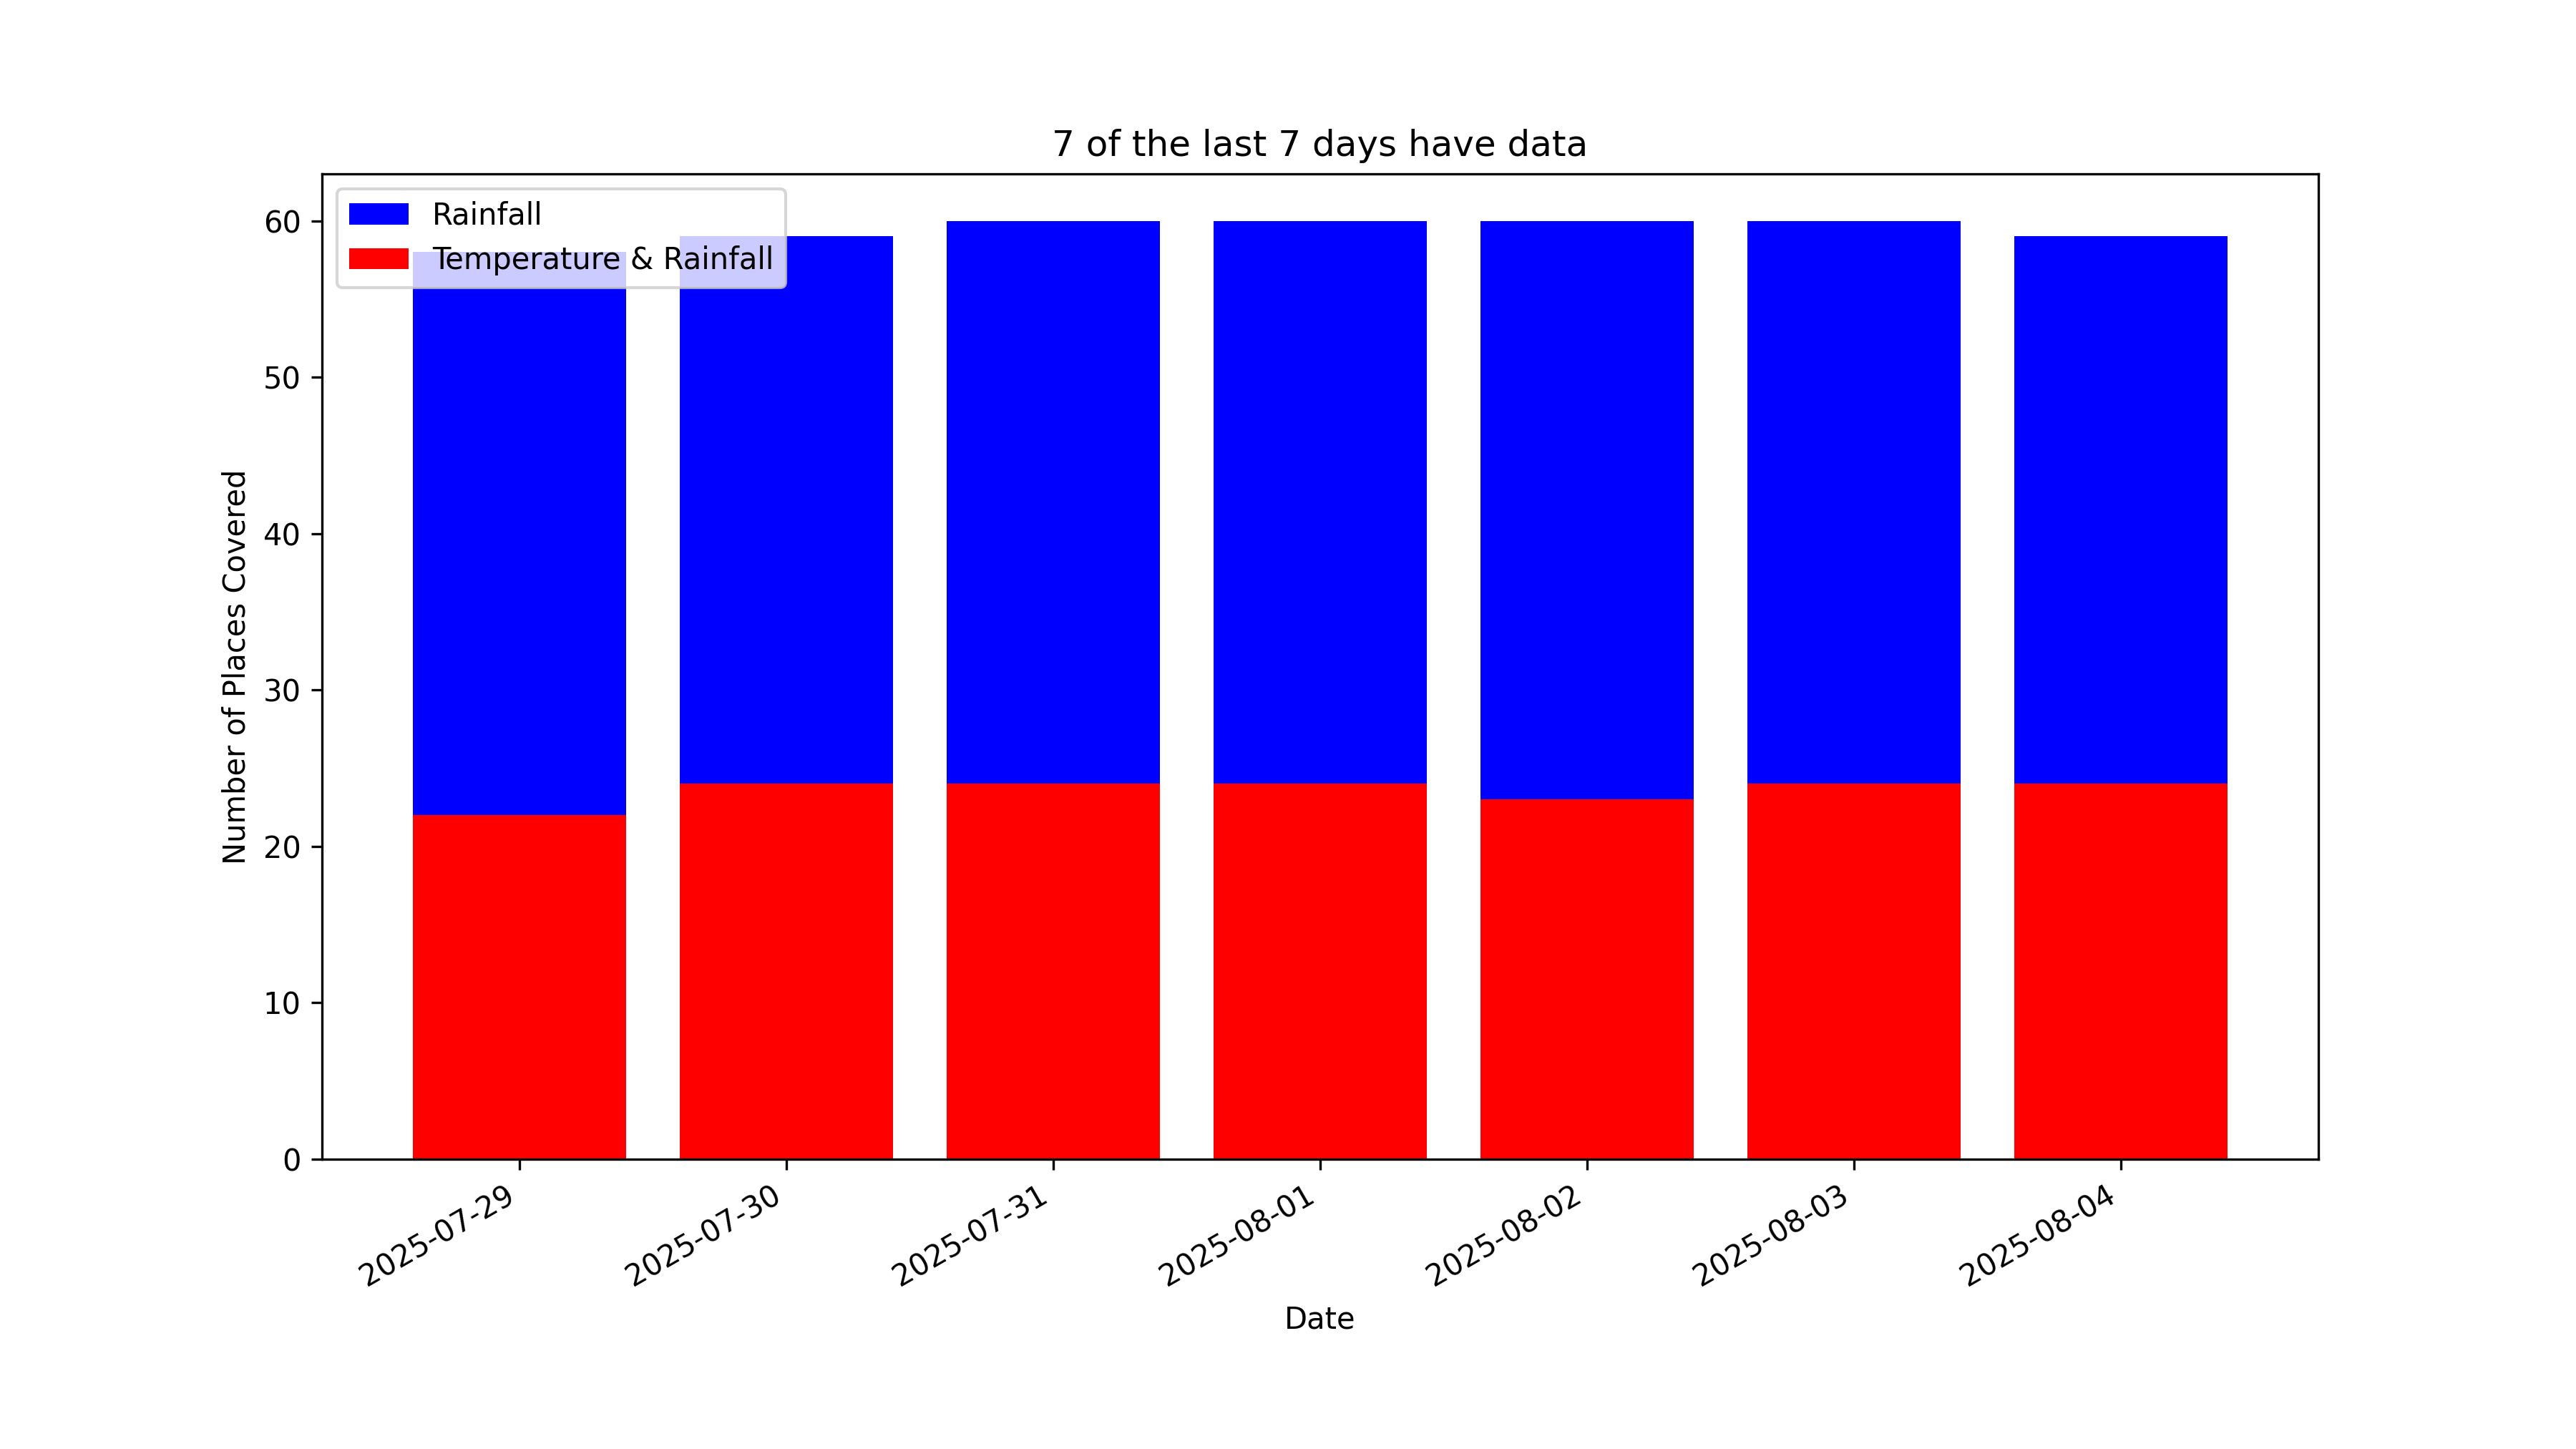 7 of the last 7 days have data
Rainfall
Temperature & Rainfall
Number of Places Covered
60
50
40
30
20
10
0
2025-07-29
2025-07-30
2025-07-31
2025-08-01
2025-08-02
2025-08-03
2025-08-04
Date